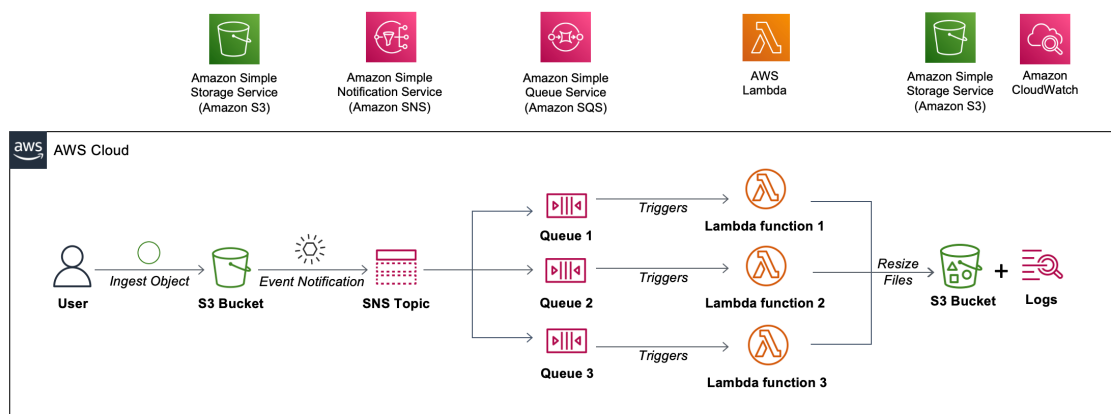 Amazon Simple
Storage Service
(Amazon S3)
Amazon Simple
Notification Service
(Amazon SNS)
Amazon Simple
Queue Service
(Amazon SQS)
AWS
Lambda
Amazon Simple
Storage Service
(Amazon S3)
Amazon
CloudWatch
aws
AWS Cloud
User
Ingest Object
S3 Bucket
Event Notification
SNS Topic
Queue 1
Triggers
Lambda function 1
Queue 2
Triggers
Lambda function 2
Queue 3
Triggers
Lambda function 3
Resize
Files
S3 Bucket
+
Logs